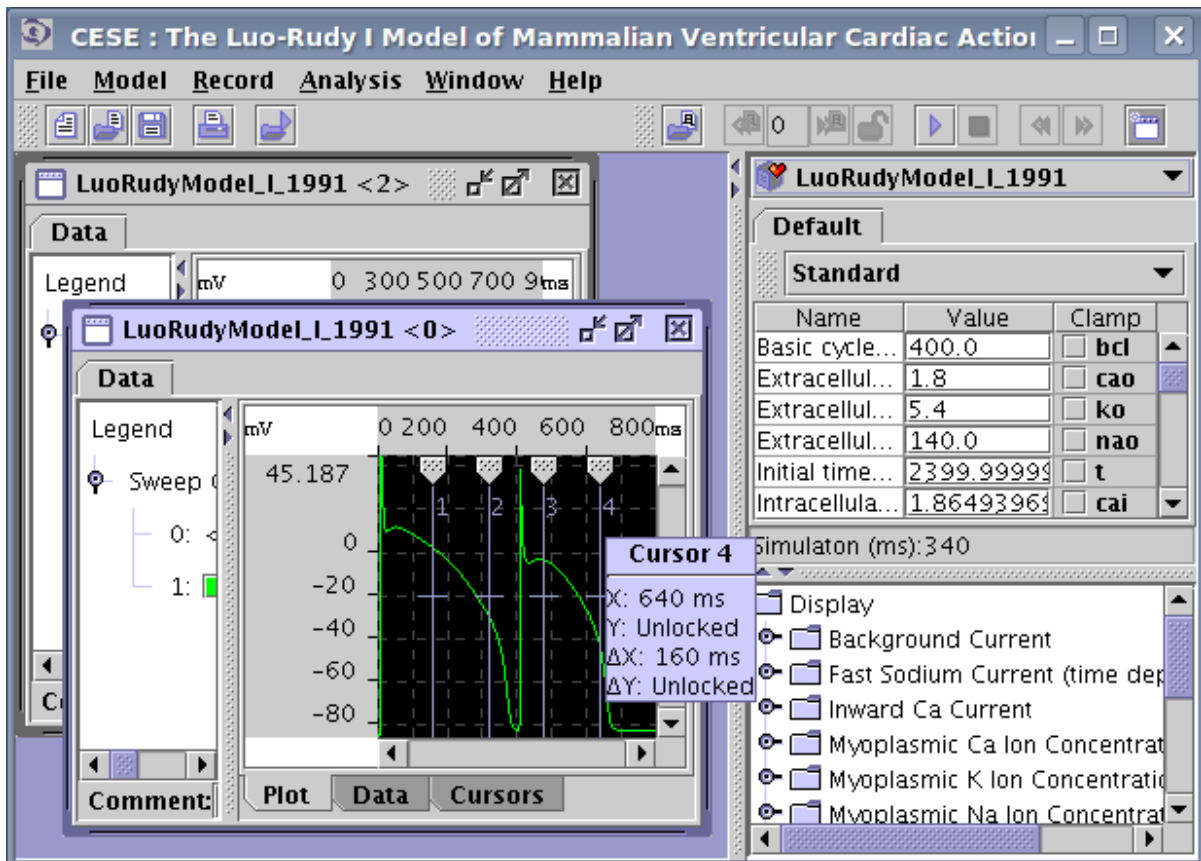 CESE : The Luo-Rudy I Model of Mammalian Ventricular Cardiac Action
File Model Record Analysis Window Help
0
LuoRudyModel_I_1991 <2>
Data
Legend
mV 0 300 500 700 9 ms
LuoRudyModel_I_1991 <0>
Data
Legend
Sweep
0: <
1:
mV 0 200 400 600 800 ms
45.187
0
-20
-40
-60
-80
1 2 3 4
Cursor 4
X: 640 ms
Y: Unlocked
ΔX: 160 ms
ΔY: Unlocked
Plot Data Cursors
Comment:
C
LuoRudyModel_I_1991
Default
Standard
Name Value Clamp
Basic cycle... 400.0 bcl
Extracellul... 1.8 cao
Extracellul... 5.4 ko
Extracellul... 140.0 nao
Initial time... 2399.99999 t
Intracellula... 1.86493969 cai
Simulaton (ms):340
Display
Background Current
Fast Sodium Current (time dep
Inward Ca Current
Myoplasmic Ca Ion Concentrat
Myoplasmic K Ion Concentratio
Myoplasmic Na Ion Concentrat